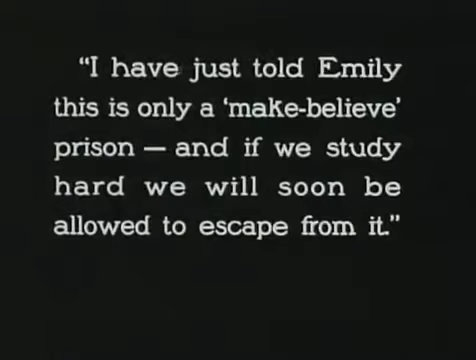 “I have just told Emily
this is only a ‘make-believe’
prison — and if we study
hard we will soon be
allowed to escape from it.”